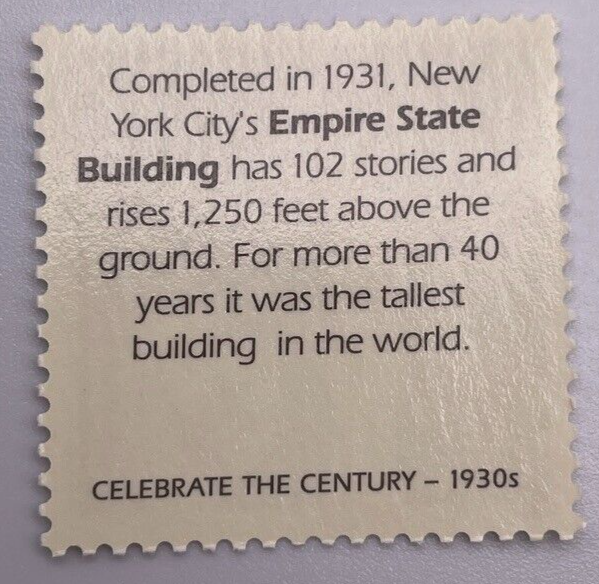 Completed in 1931, New
York City's Empire State
Building has 102 stories and
rises 1,250 feet above the
ground. For more than 40
years it was the tallest
building  in the world.
CELEBRATE THE CENTURY – 1930s